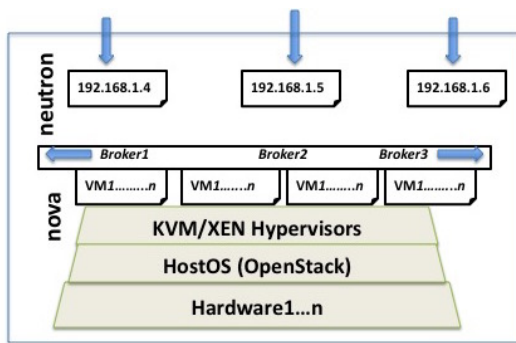 neutron
192.168.1.4
192.168.1.5
192.168.1.6
Broker1
Broker2
Broker3
nova
VM1........n
VM1.......n
VM1.......n
VM1........n
KVM/XEN Hypervisors
HostOS (OpenStack)
Hardware1...n